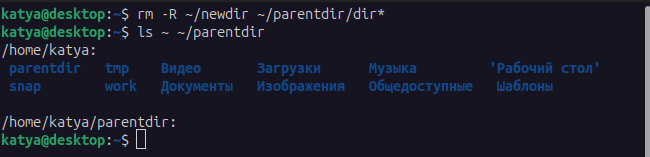 katya@desktop:~$ rm -R ~/newdir ~/parentdir/dir*
katya@desktop:~$ ls ~ ~/parentdir
/home/katya:
parentdir tmp Видео Загрузки Музыка 'Рабочий стол'
snap work Документы Изображения Общедоступные Шаблоны
/home/katya/parentdir:
katya@desktop:~$